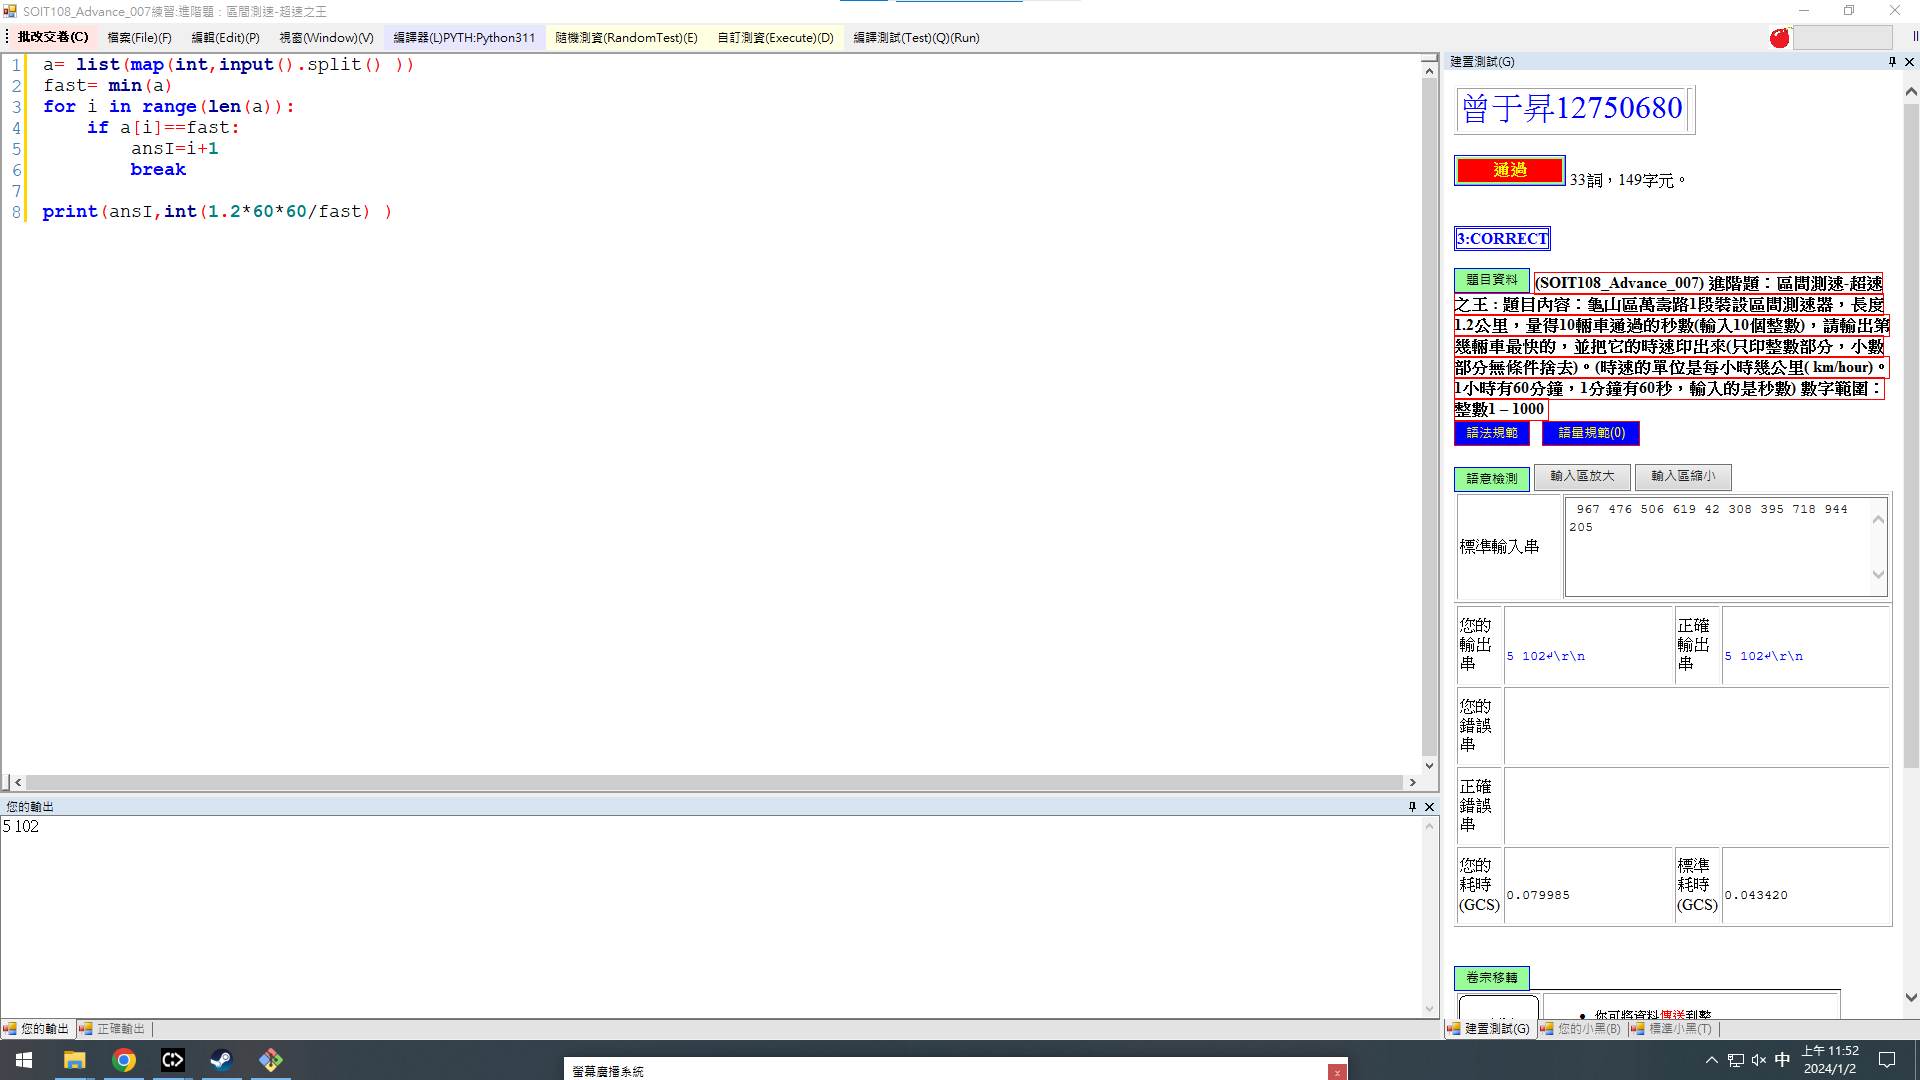 SOIT108_Advance_007練習:進階題：區間測速-超速之王
批改交卷(C) 檔案(File)(F) 編輯(Edit)(P) 視窗(Window)(V) 編譯器(L)PYTH:Python311 隨機測資(RandomTest)(E) 自訂測資(Execute)(D) 編譯測試(Test)(Q)(Run)
1 a= list(map(int,input().split() ))
2 fast= min(a)
3 for i in range(len(a)):
4 if a[i]==fast:
5 ansI=i+1
6 break
7
8 print(ansI,int(1.2*60*60/fast) )
您的輸出
5 102
您的輸出 正確輸出
建置測試(G)
曾于昇12750680
通過 33詞，149字元。
3:CORRECT
題目資料 (SOIT108_Advance_007) 進階題：區間測速-超速
之王：題目內容：龜山區萬壽路1段裝設區間測速器，長度
1.2公里，量得10輛車通過的秒數(輸入10個整數)，請輸出第
幾輛車最快的，並把它的時速印出來(只印整數部分，小數
部分無條件捨去)。(時速的單位是每小時幾公里( km/hour)。
1小時有60分鐘，1分鐘有60秒，輸入的是秒數) 數字範圍：
整數1 – 1000
語法規範 語量規範(0)
語意檢測 輸入區放大 輸入區縮小
標準輸入串
967 476 506 619 42 308 395 718 944
205
您的
輸出
串
5 102↲\r\n
正確
輸出
串
5 102↲\r\n
您的
錯誤
串
正確
錯誤
串
您的
耗時
(GCS)
0.079985
標準
耗時
(GCS)
0.043420
卷宗移轉
• 你可將資料傳送到整
建置測試(G) 您的小黑(B) 標準小黑(T)
螢幕廣播系統
x
中
上午 11:52
2024/1/2